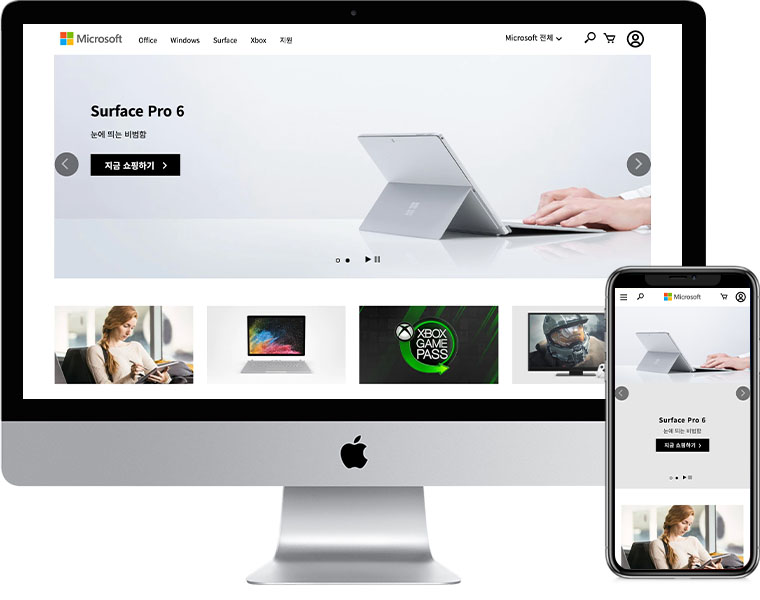 Microsoft Office Windows Surface Xbox 지원 Microsoft 전체
Surface Pro 6
눈에 띄는 비범함
지금 쇼핑하기
XBOX
GAME
PASS
Microsoft
Surface Pro 6
눈에 띄는 비범함
지금 쇼핑하기